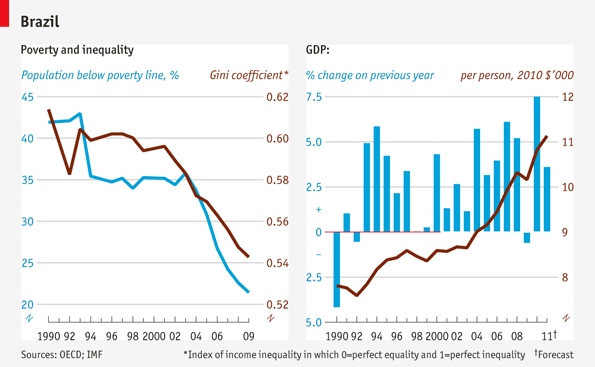 Brazil
Poverty and inequality
Population below poverty line, % Gini coefficient*
45 0.62
40 0.60
35 0.58
30 0.56
25 0.54
20 0.52
1990 92 94 96 98 2000 02 04 06 09
GDP:
% change on previous year per person, 2010 $’000
7.5 12
5.0 11
2.5 10
+
0 9
–
2.5 8
5.0
1990 92 94 96 98 2000 02 04 06 08 11†
Sources: OECD; IMF *Index of income inequality in which 0=perfect equality and 1=perfect inequality †Forecast